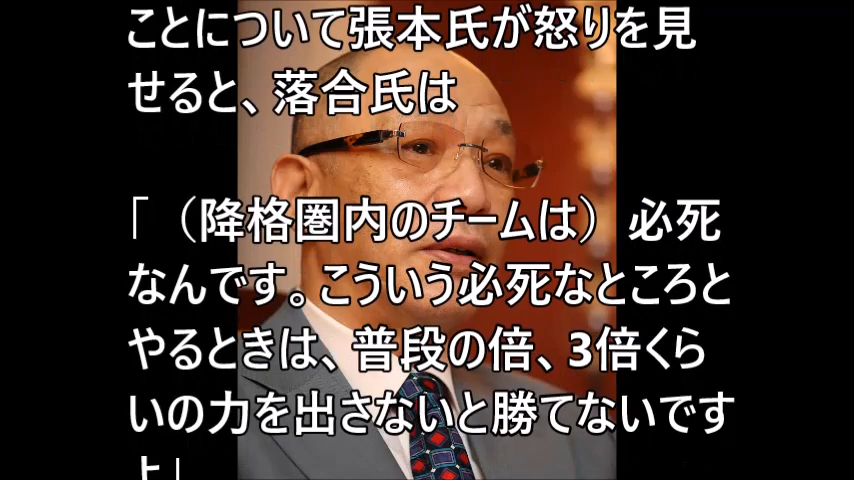 ことについて張本氏が怒りを見
せると、落合氏は
「（降格圏内のチームは）必死
なんです。こういう必死なところと
やるときは、普段の倍、3倍くら
いの力を出さないと勝てないです
よ」